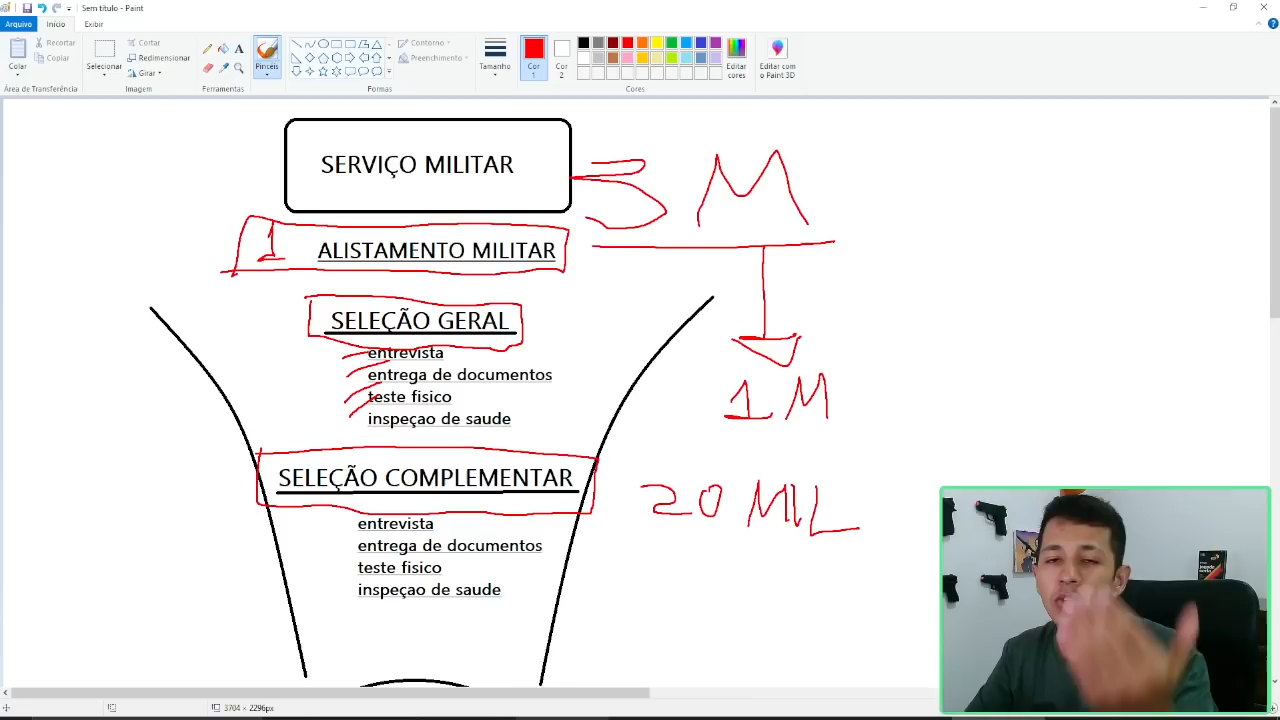 Sem título - Paint
Arquivo Início Exibir
Colar
Recortar
Copiar
Área de Transferência
Selecionar
Cortar
Redimensionar
Girar
Imagem
A
Ferramentas
Pincéis
Contorno
Preenchimento
Formas
Tamanho
Cor 1
Cor 2
Editar cores
Cores
Editar com o Paint 3D
SERVIÇO MILITAR
3 M
1 ALISTAMENTO MILITAR
SELEÇÃO GERAL
entrevista
entrega de documentos
teste fisico
inspeçao de saude
1 M
SELEÇÃO COMPLEMENTAR
20 MIL
entrevista
entrega de documentos
teste fisico
inspeçao de saude
3704 × 2296px